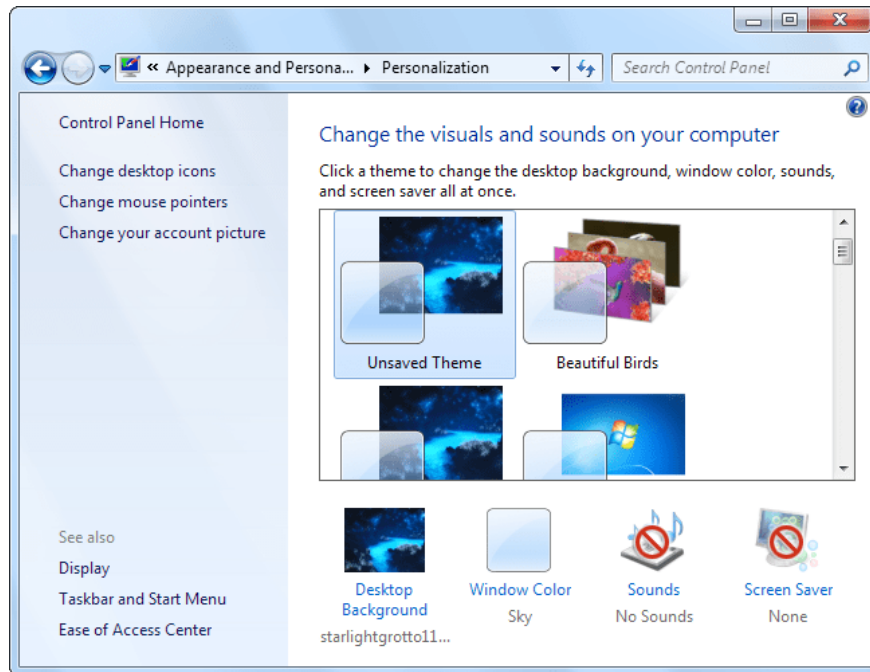 « Appearance and Persona... ▸ Personalization
Search Control Panel
Control Panel Home
Change desktop icons
Change mouse pointers
Change your account picture
See also
Display
Taskbar and Start Menu
Ease of Access Center
Change the visuals and sounds on your computer
Click a theme to change the desktop background, window color, sounds,
and screen saver all at once.
Unsaved Theme
Beautiful Birds
Desktop
Background
starlightgrotto11...
Window Color
Sky
Sounds
No Sounds
Screen Saver
None